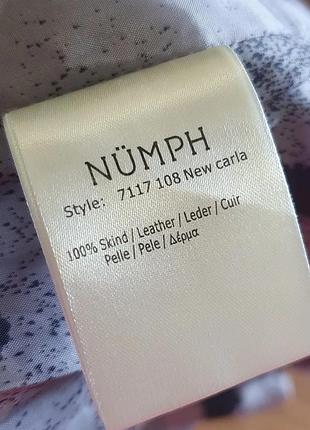 NÜMPH
Style: 7117 108 New carla
100% Skind / Leather / Leder / Cuir
Pelle / Pele / Δέρμα